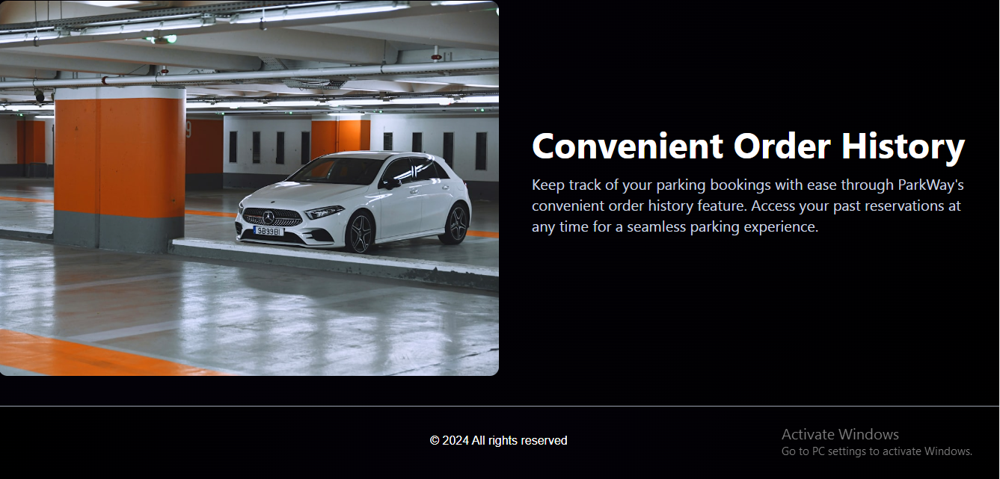 Convenient Order History
Keep track of your parking bookings with ease through ParkWay's
convenient order history feature. Access your past reservations at
any time for a seamless parking experience.
9
9B99BI
© 2024 All rights reserved
Activate Windows
Go to PC settings to activate Windows.